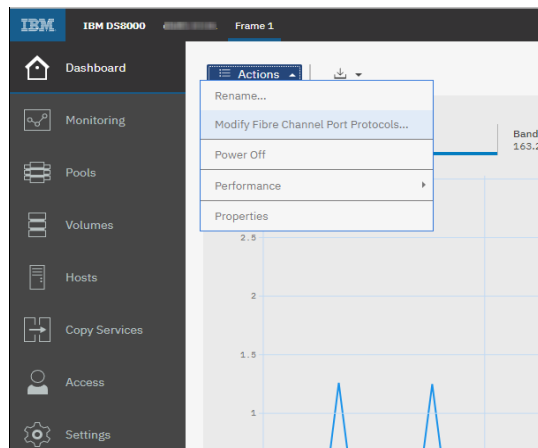 IBM IBM DS8000 Frame 1
Dashboard
Monitoring
Pools
Volumes
Hosts
Copy Services
Access
Settings
Actions
Rename...
Modify Fibre Channel Port Protocols...
Power Off
Performance
Properties
Band
163.2
2.5
2
1.5
1